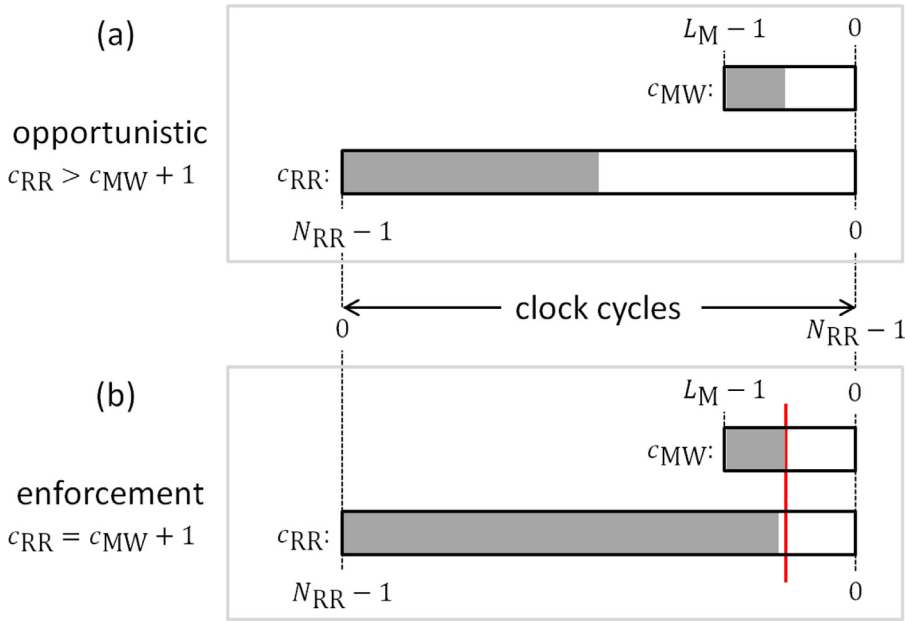 (a)
opportunistic
c_RR > c_MW + 1
L_M − 1 0
c_MW:
c_RR:
N_RR − 1 0
clock cycles
0 N_RR − 1
(b)
enforcement
c_RR = c_MW + 1
L_M − 1 0
c_MW:
c_RR:
N_RR − 1 0